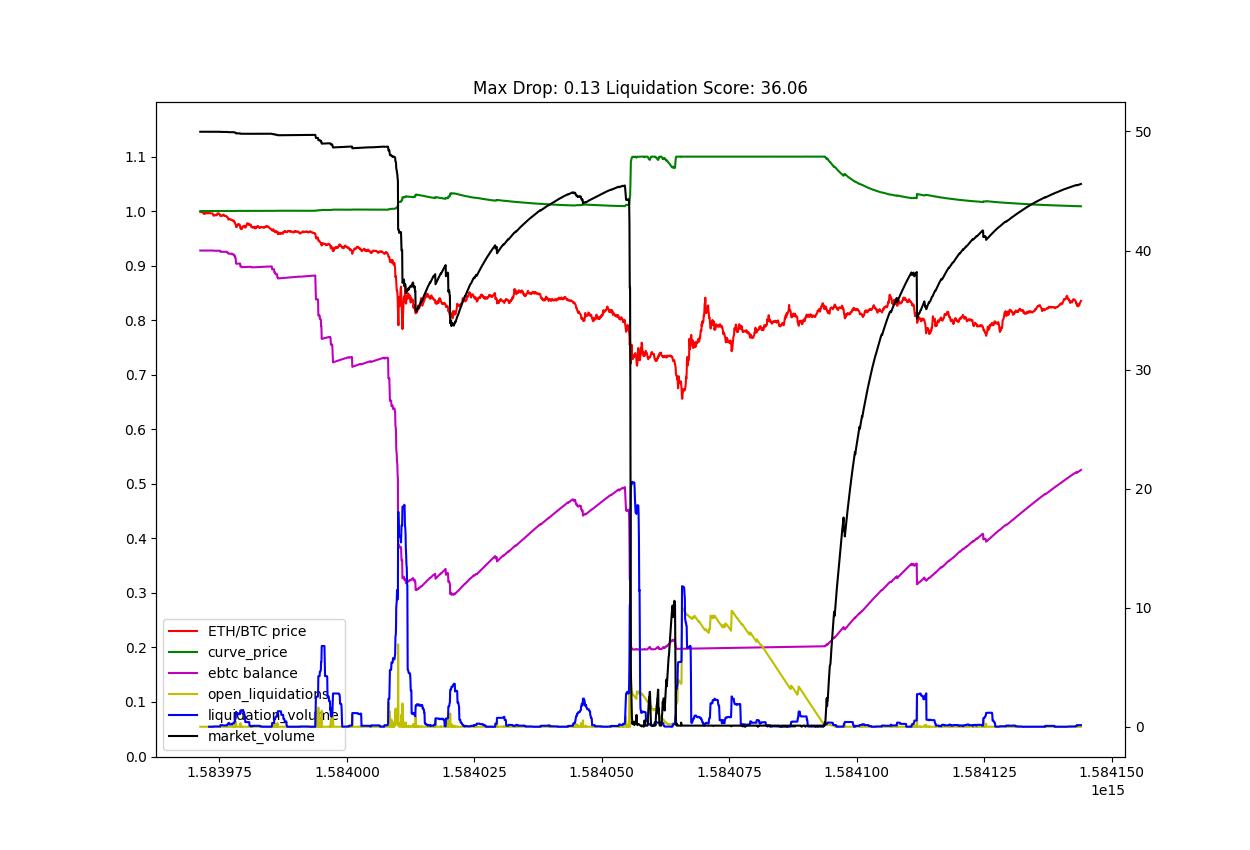 Max Drop: 0.13 Liquidation Score: 36.06
1.1
1.0
0.9
0.8
0.7
0.6
0.5
0.4
0.3
0.2
0.1
0.0
50
40
30
20
10
0
ETH/BTC price
curve_price
ebtc balance
open_liquidations
liquidation_volume
market_volume
1.583975 1.584000 1.584025 1.584050 1.584075 1.584100 1.584125 1.584150
1e15